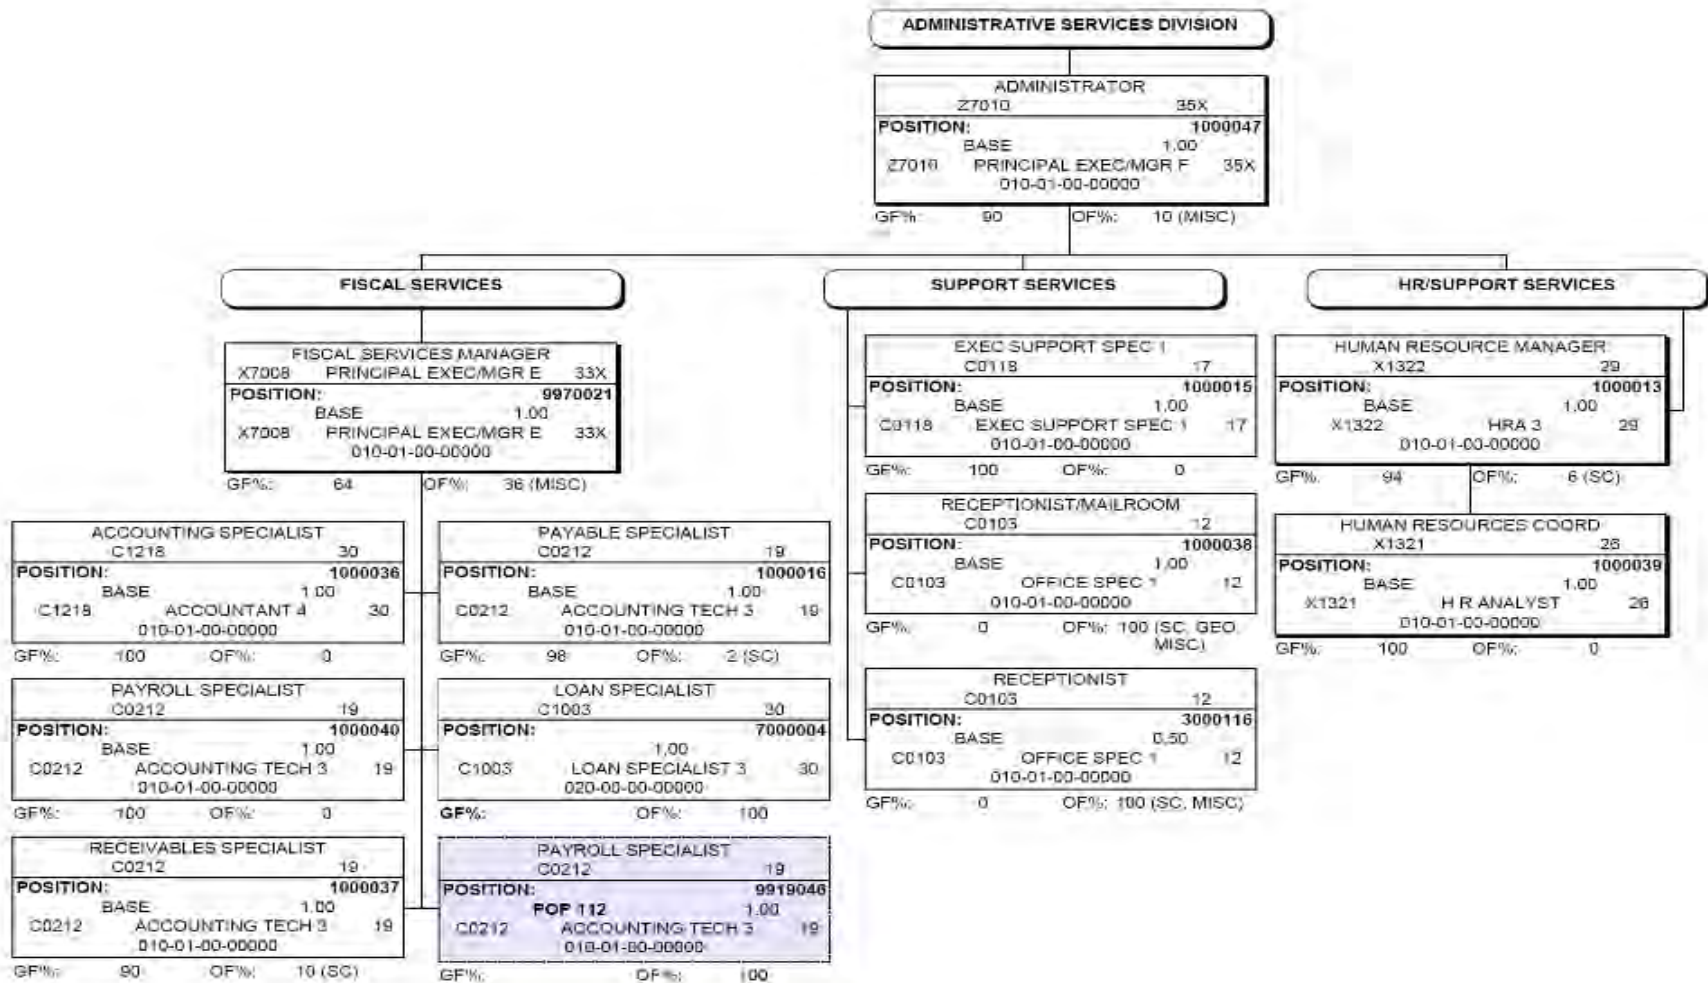 ADMINISTRATIVE SERVICES DIVISION
ADMINISTRATOR
Z7010 35X
POSITION: 1000047
BASE 1.00
Z7010 PRINCIPAL EXEC/MGR F 35X
010-01-00-00000
GF%: 90 OF%: 10 (MISC)
FISCAL SERVICES
FISCAL SERVICES MANAGER
X7008 PRINCIPAL EXEC/MGR E 33X
POSITION: 9970021
BASE 1.00
X7008 PRINCIPAL EXEC/MGR E 33X
010-01-00-00000
GF%: 64 OF%: 36 (MISC)
ACCOUNTING SPECIALIST
C1218 30
POSITION: 1000036
BASE 1.00
C1218 ACCOUNTANT 4 30
010-01-00-00000
GF%: 100 OF%: 0
PAYROLL SPECIALIST
C0212 19
POSITION: 1000040
BASE 1.00
C0212 ACCOUNTING TECH 3 19
010-01-00-00000
GF%: 100 OF%: 0
RECEIVABLES SPECIALIST
C0212 19
POSITION: 1000037
BASE 1.00
C0212 ACCOUNTING TECH 3 19
010-01-00-00000
GF%: 90 OF%: 10 (SC)
PAYABLE SPECIALIST
C0212 19
POSITION: 1000016
BASE 1.00
C0212 ACCOUNTING TECH 3 19
010-01-00-00000
GF%: 98 OF%: 2 (SC)
LOAN SPECIALIST
C1003 30
POSITION: 7000004
1.00
C1003 LOAN SPECIALIST 3 30
020-00-00-00000
GF%: OF%: 100
PAYROLL SPECIALIST
C0212 19
POSITION: 9919046
POP 112 1.00
C0212 ACCOUNTING TECH 3 19
010-01-00-00000
GF%: OF%: 100
SUPPORT SERVICES
EXEC SUPPORT SPEC 1
C0118 17
POSITION: 1000015
BASE 1.00
C0118 EXEC SUPPORT SPEC 1 17
010-01-00-00000
GF%: 100 OF%: 0
RECEPTIONIST/MAILROOM
C0103 12
POSITION: 1000038
BASE 1.00
C0103 OFFICE SPEC 1 12
010-01-00-00000
GF%: 0 OF%: 100 (SC, GEO,
MISC)
RECEPTIONIST
C0103 12
POSITION: 3000116
BASE 0.50
C0103 OFFICE SPEC 1 12
010-01-00-00000
GF%: 0 OF%: 100 (SC, MISC)
HR/SUPPORT SERVICES
HUMAN RESOURCE MANAGER
X1322 29
POSITION: 1000013
BASE 1.00
X1322 HRA 3 29
010-01-00-00000
GF%: 94 OF%: 6 (SC)
HUMAN RESOURCES COORD
X1321 26
POSITION: 1000039
BASE 1.00
X1321 H R ANALYST 26
010-01-00-00000
GF%: 100 OF%: 0